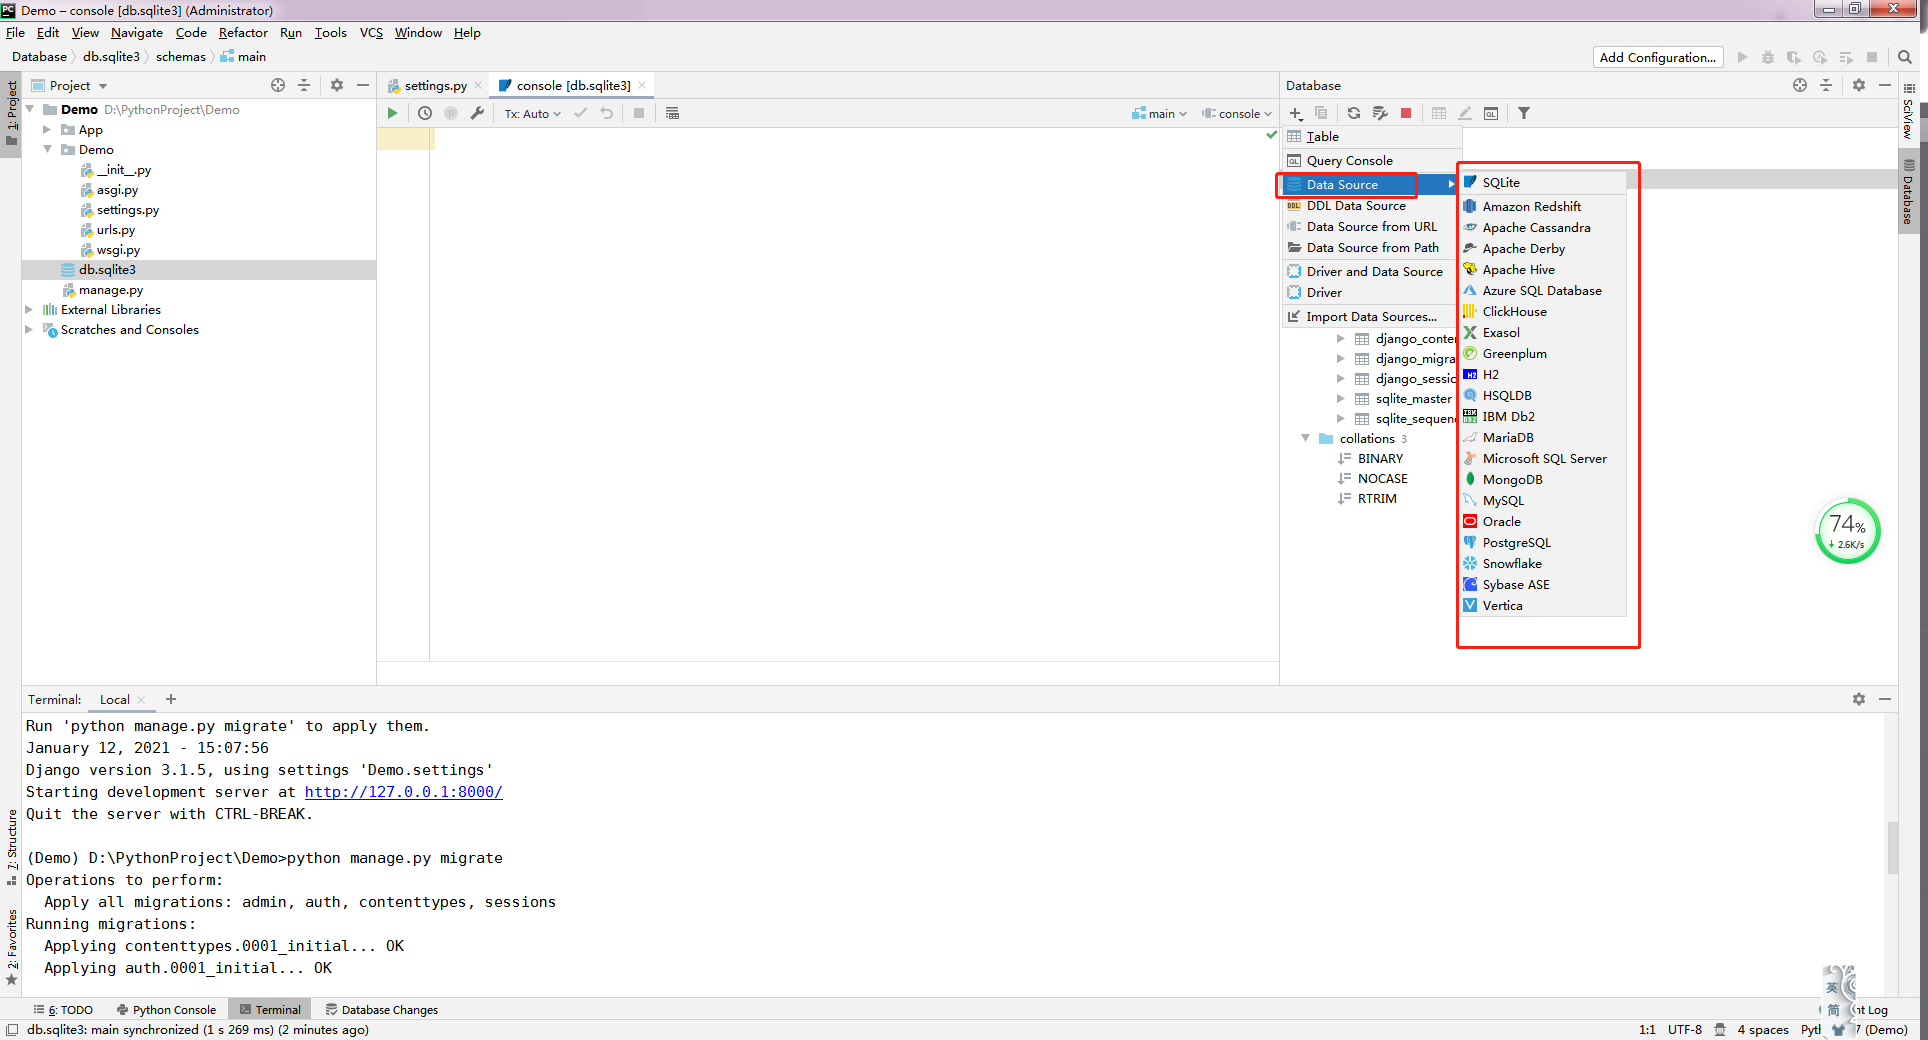 Demo – console [db.sqlite3] (Administrator)
File Edit View Navigate Code Refactor Run Tools VCS Window Help
Database db.sqlite3 schemas main
Add Configuration...
1: Project
Project
settings.py
console [db.sqlite3]
Database
Demo D:\PythonProject\Demo
App
Demo
__init__.py
asgi.py
settings.py
urls.py
wsgi.py
db.sqlite3
manage.py
External Libraries
Scratches and Consoles
Tx: Auto
main
console
Table
Query Console
Data Source
DDL Data Source
Data Source from URL
Data Source from Path
Driver and Data Source
Driver
Import Data Sources...
django_conten
django_migra
django_sessic
sqlite_master
sqlite_sequen
collations 3
BINARY
NOCASE
RTRIM
SQLite
Amazon Redshift
Apache Cassandra
Apache Derby
Apache Hive
Azure SQL Database
ClickHouse
Exasol
Greenplum
H2
HSQLDB
IBM Db2
MariaDB
Microsoft SQL Server
MongoDB
MySQL
Oracle
PostgreSQL
Snowflake
Sybase ASE
Vertica
SciView
Database
74%
↓ 2.6K/s
Terminal: Local
Run 'python manage.py migrate' to apply them.
January 12, 2021 - 15:07:56
Django version 3.1.5, using settings 'Demo.settings'
Starting development server at http://127.0.0.1:8000/
Quit the server with CTRL-BREAK.
(Demo) D:\PythonProject\Demo>python manage.py migrate
Operations to perform:
Apply all migrations: admin, auth, contenttypes, sessions
Running migrations:
Applying contenttypes.0001_initial... OK
Applying auth.0001_initial... OK
7: Structure
2: Favorites
6: TODO
Python Console
Terminal
Database Changes
nt Log
db.sqlite3: main synchronized (1 s 269 ms) (2 minutes ago)
1:1 UTF-8 4 spaces Pyth 7 (Demo)
英
简